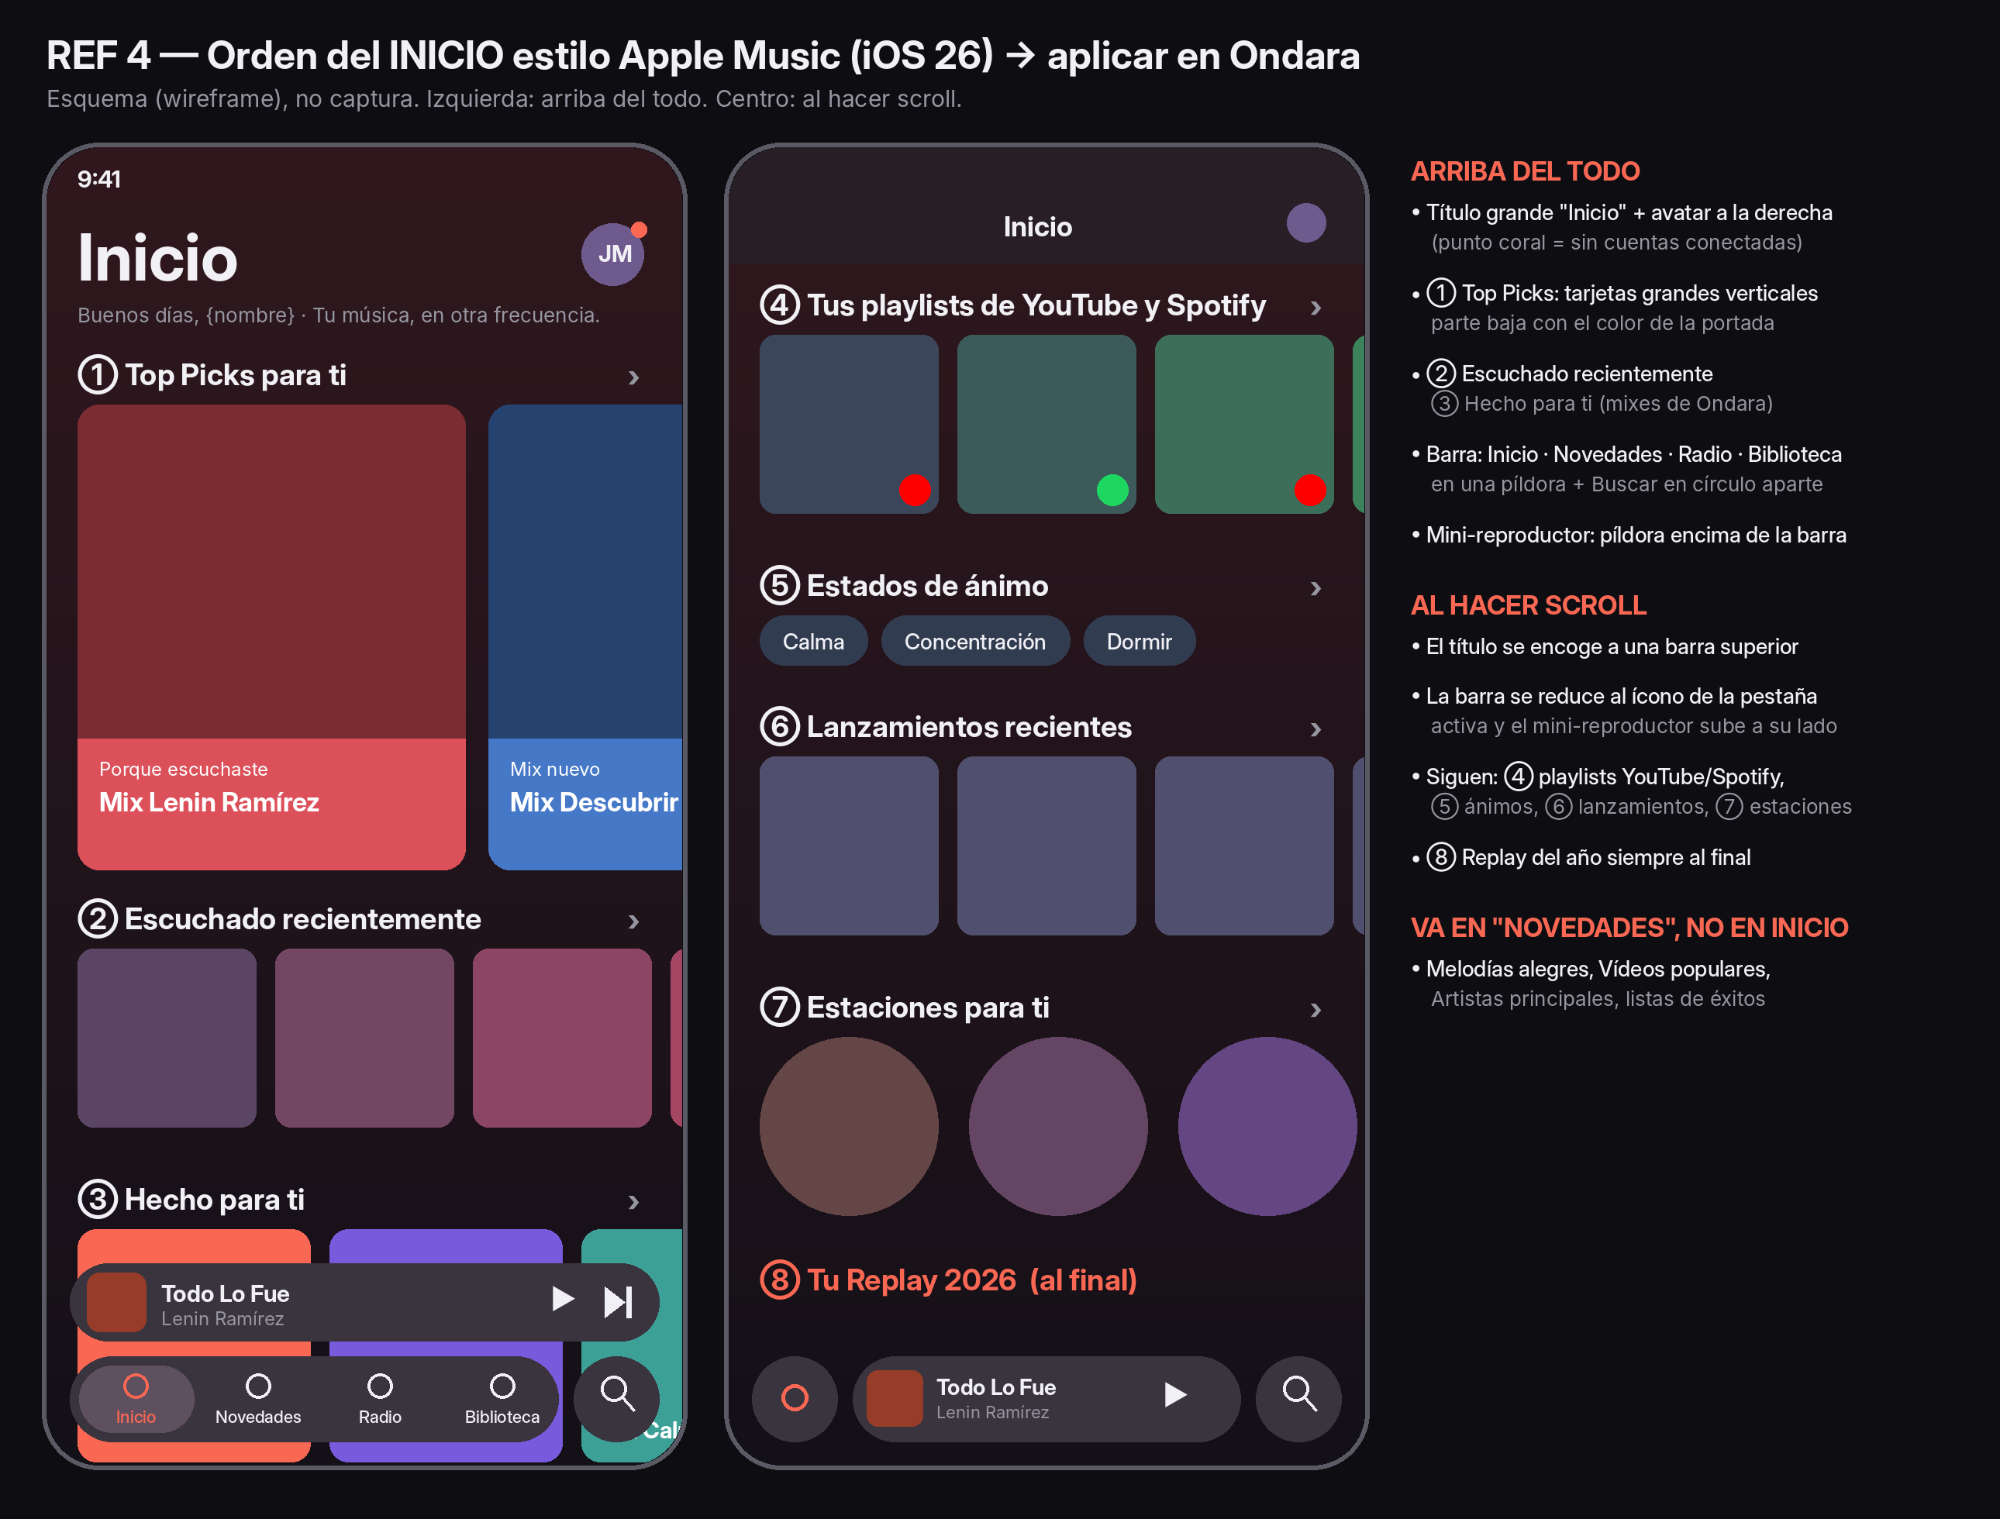 REF 4 — Orden del INICIO estilo Apple Music (iOS 26) → aplicar en Ondara
Esquema (wireframe), no captura. Izquierda: arriba del todo. Centro: al hacer scroll.
9:41
Inicio
JM
Buenos días, {nombre} · Tu música, en otra frecuencia.
① Top Picks para ti ›
Porque escuchaste
Mix Lenin Ramírez
Mix nuevo
Mix Descubrir
② Escuchado recientemente ›
③ Hecho para ti ›
Todo Lo Fue
Lenin Ramírez
Inicio
Novedades
Radio
Biblioteca
Inicio
④ Tus playlists de YouTube y Spotify ›
⑤ Estados de ánimo ›
Calma
Concentración
Dormir
⑥ Lanzamientos recientes ›
⑦ Estaciones para ti ›
⑧ Tu Replay 2026 (al final)
Todo Lo Fue
Lenin Ramírez
ARRIBA DEL TODO
• Título grande "Inicio" + avatar a la derecha
(punto coral = sin cuentas conectadas)
• ① Top Picks: tarjetas grandes verticales
parte baja con el color de la portada
• ② Escuchado recientemente
③ Hecho para ti (mixes de Ondara)
• Barra: Inicio · Novedades · Radio · Biblioteca
en una píldora + Buscar en círculo aparte
• Mini-reproductor: píldora encima de la barra
AL HACER SCROLL
• El título se encoge a una barra superior
• La barra se reduce al ícono de la pestaña
activa y el mini-reproductor sube a su lado
• Siguen: ④ playlists YouTube/Spotify,
⑤ ánimos, ⑥ lanzamientos, ⑦ estaciones
• ⑧ Replay del año siempre al final
VA EN "NOVEDADES", NO EN INICIO
• Melodías alegres, Vídeos populares,
Artistas principales, listas de éxitos